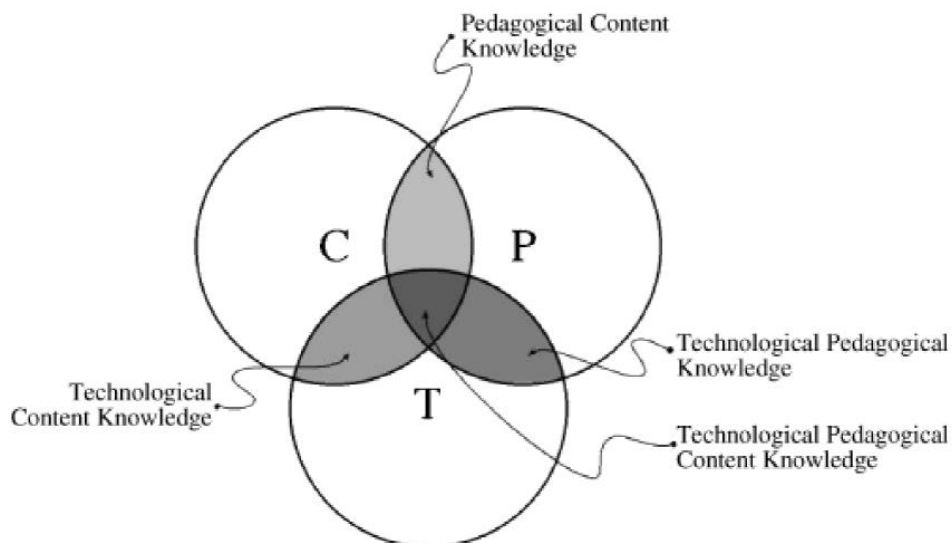 Pedagogical Content
Knowledge
C
P
Technological Pedagogical
Knowledge
Technological
Content Knowledge
T
Technological Pedagogical
Content Knowledge